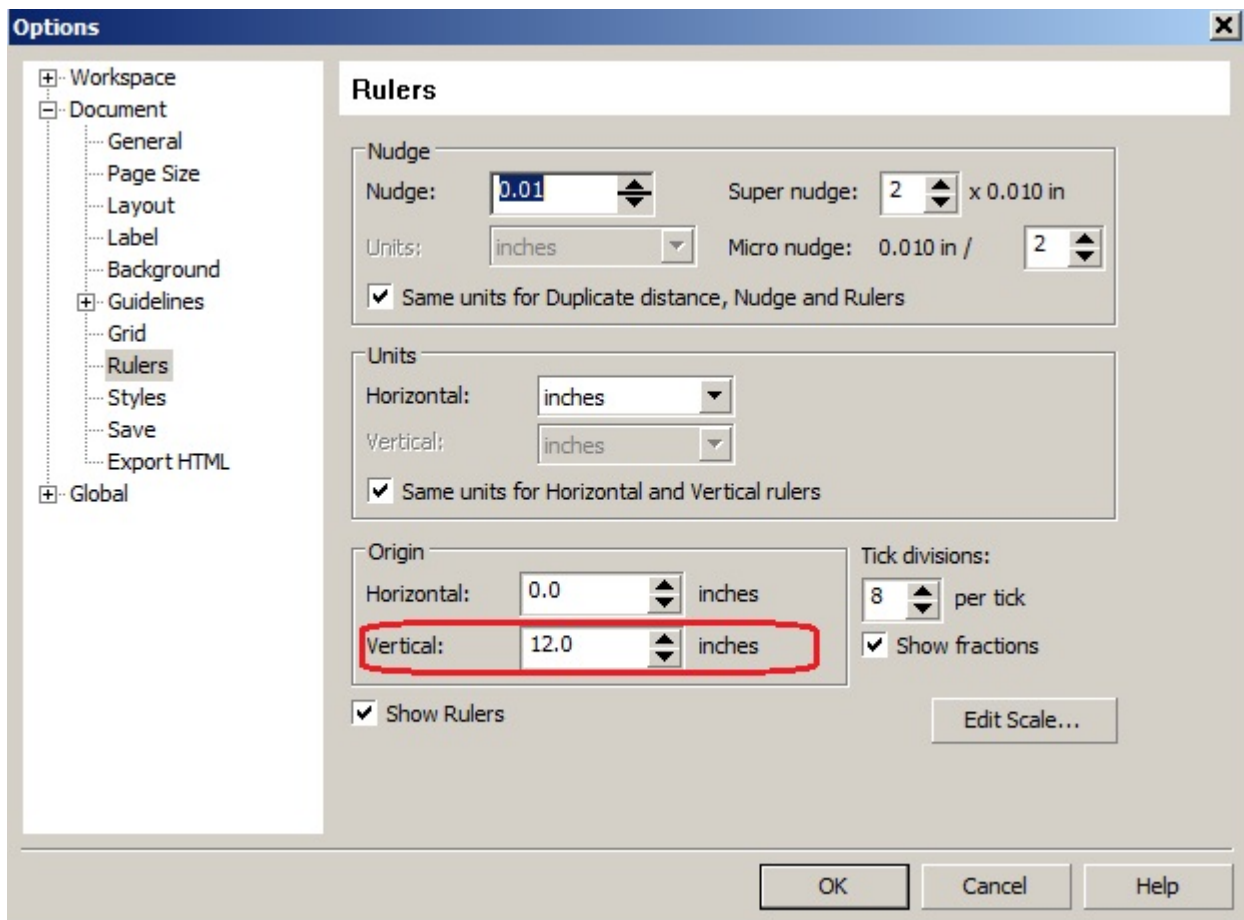 Options
Workspace
Document
General
Page Size
Layout
Label
Background
Guidelines
Grid
Rulers
Styles
Save
Export HTML
Global
Rulers
Nudge
Nudge: 0.01 Super nudge: 2 x 0.010 in
Units: inches Micro nudge: 0.010 in / 2
Same units for Duplicate distance, Nudge and Rulers
Units
Horizontal: inches
Vertical: inches
Same units for Horizontal and Vertical rulers
Origin
Horizontal: 0.0 inches
Vertical: 12.0 inches
Tick divisions:
8 per tick
Show fractions
Show Rulers
Edit Scale...
OK Cancel Help